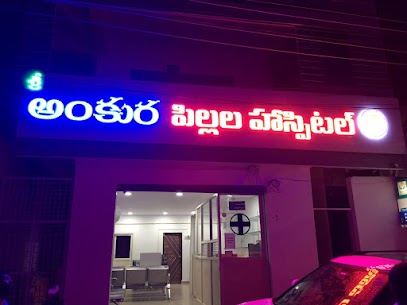 శ్రీ
అంకుర పిల్లల హాస్పిటల్